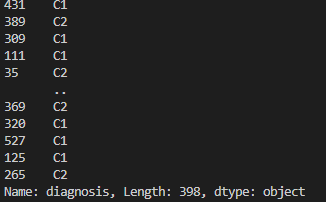 431 C1
389 C2
309 C1
111 C1
35 C2
..
369 C2
320 C1
527 C1
125 C1
265 C2
Name: diagnosis, Length: 398, dtype: object